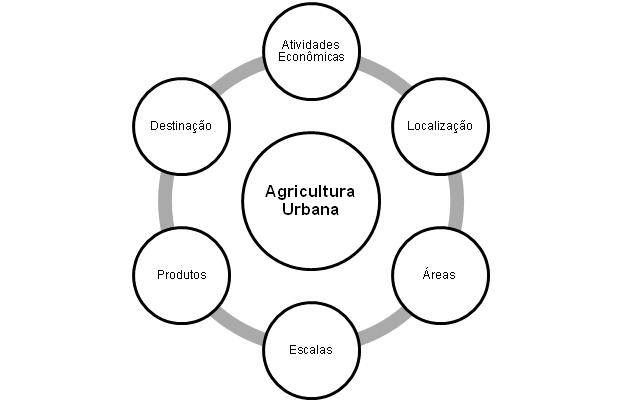 Atividades
Econômicas
Destinação
Localização
Agricultura
Urbana
Produtos
Áreas
Escalas